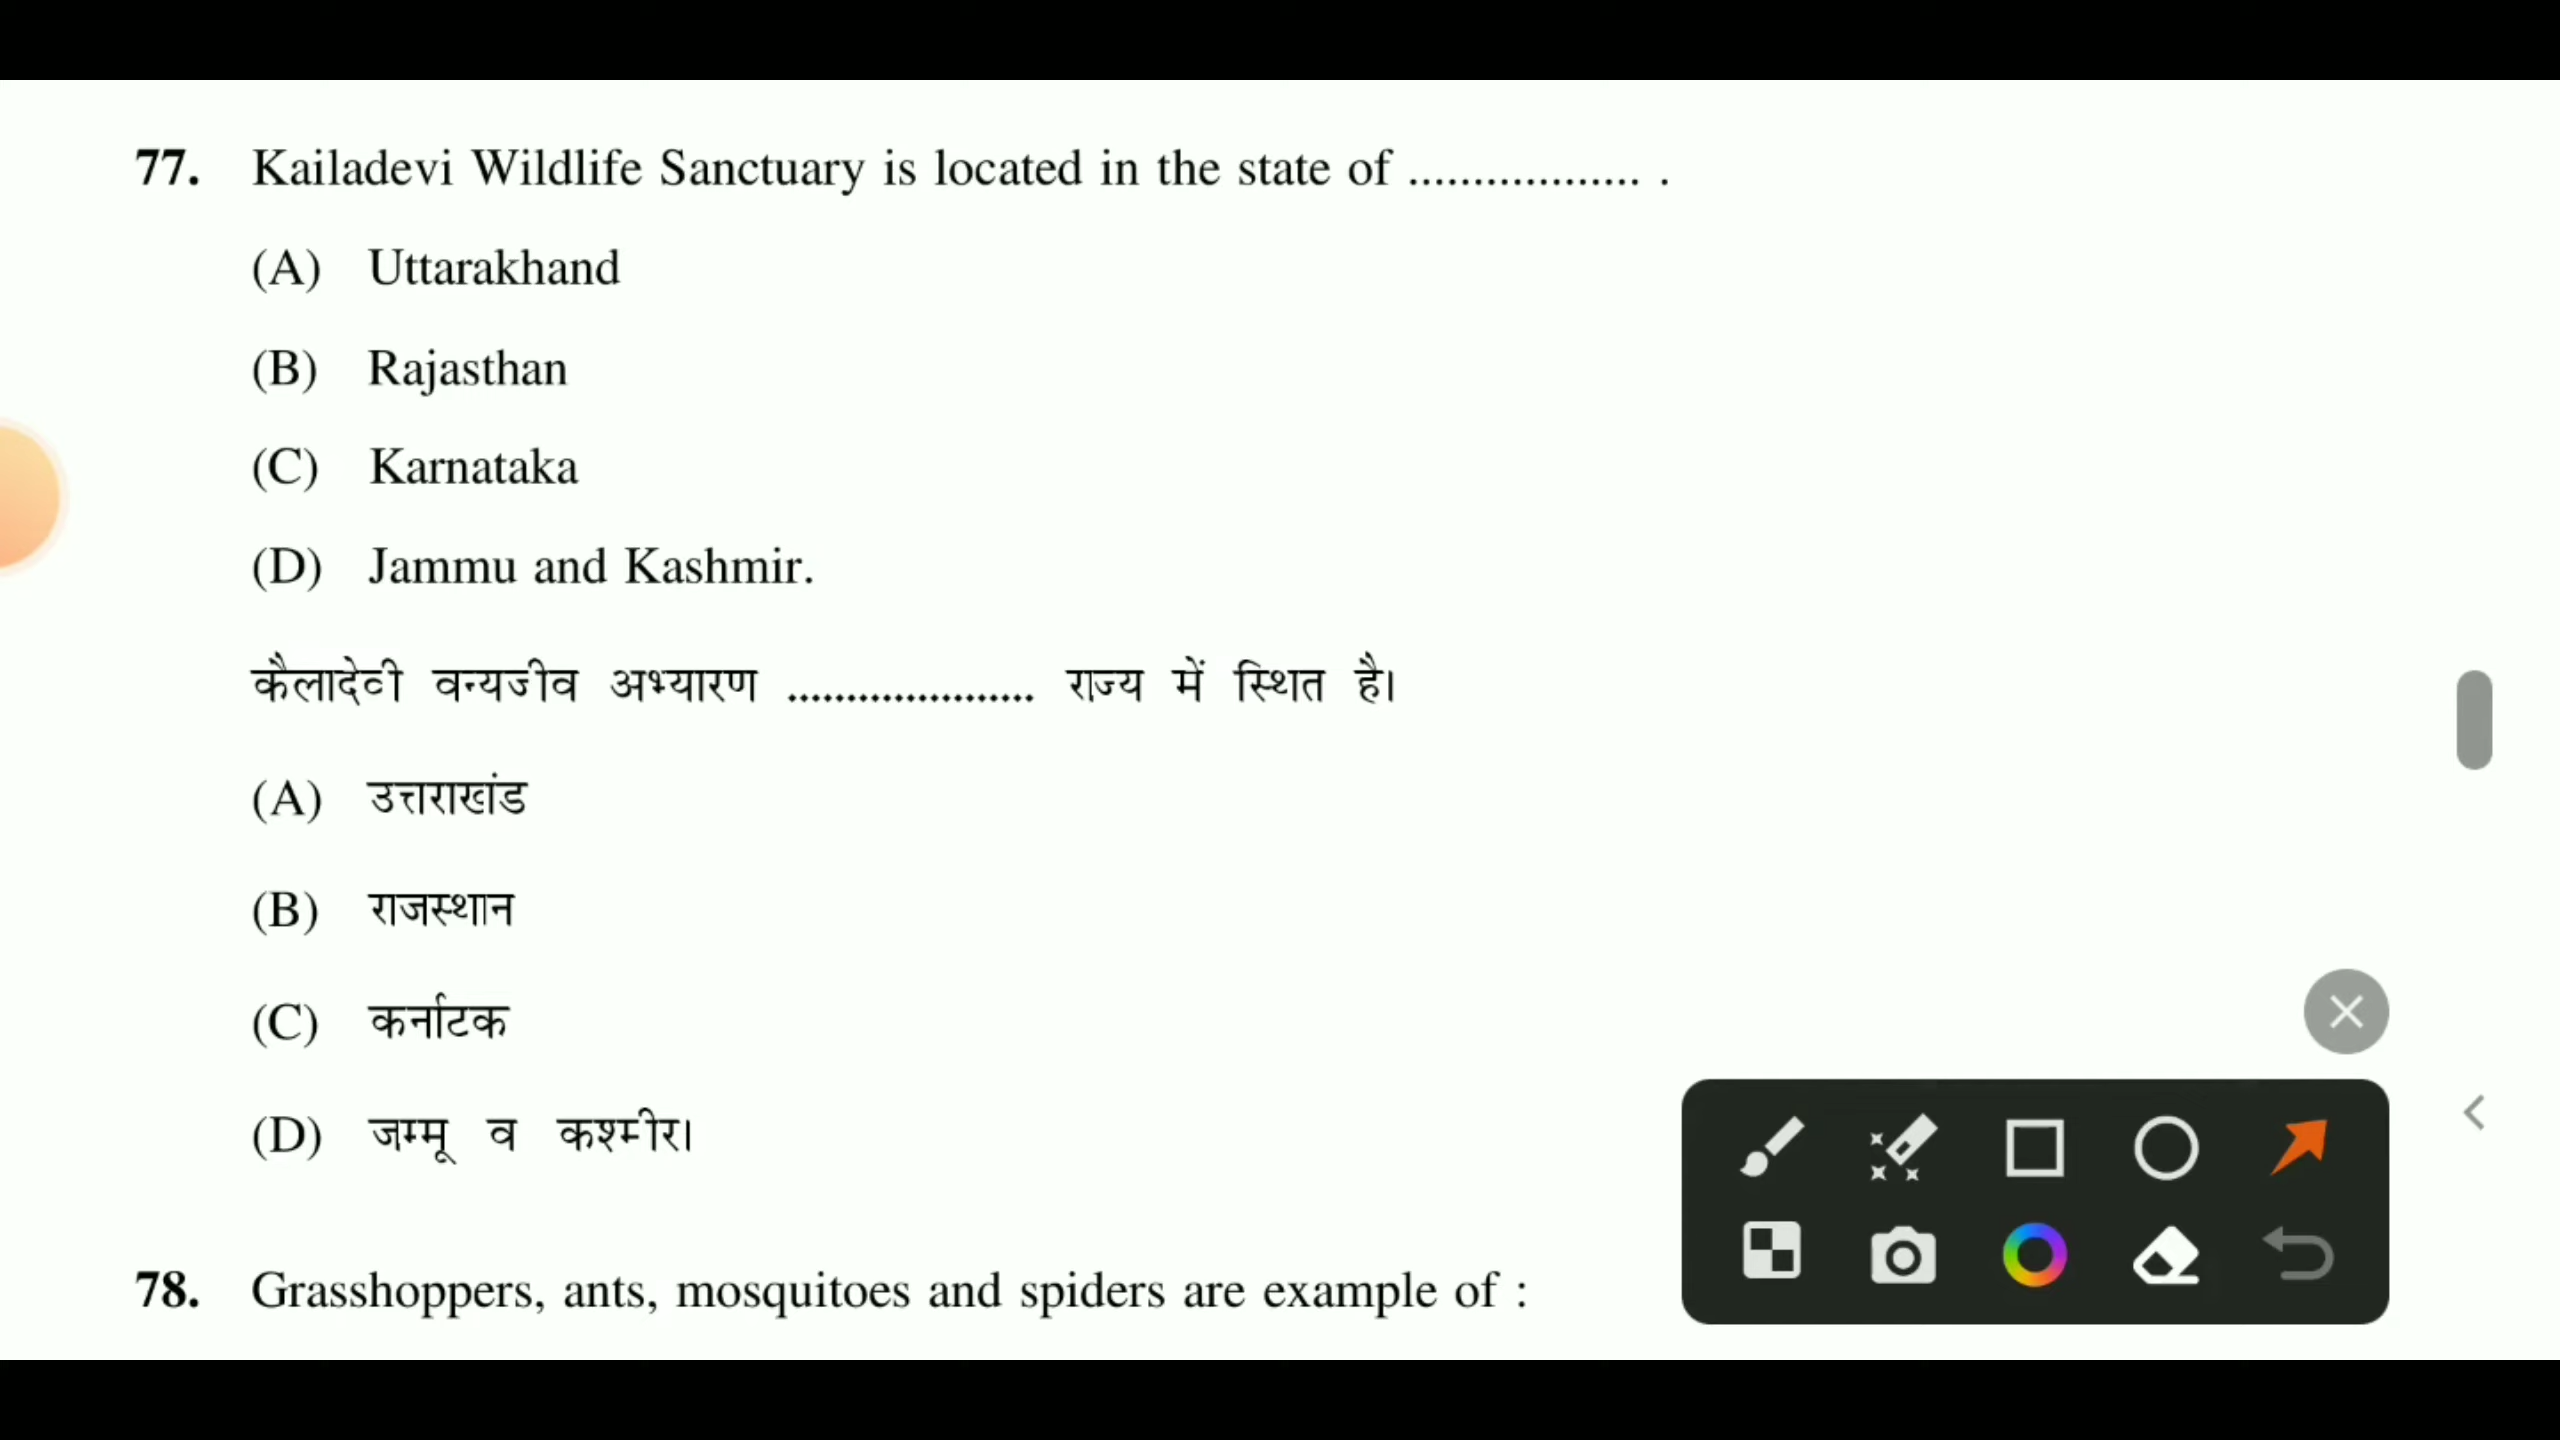 77. Kailadevi Wildlife Sanctuary is located in the state of .................. .
(A) Uttarakhand
(B) Rajasthan
(C) Karnataka
(D) Jammu and Kashmir.
कैलादेवी वन्यजीव अभ्यारण ..................... राज्य में स्थित है।
(A) उत्तराखांड
(B) राजस्थान
(C) कर्नाटक
(D) जम्मू व कश्मीर।
78. Grasshoppers, ants, mosquitoes and spiders are example of :